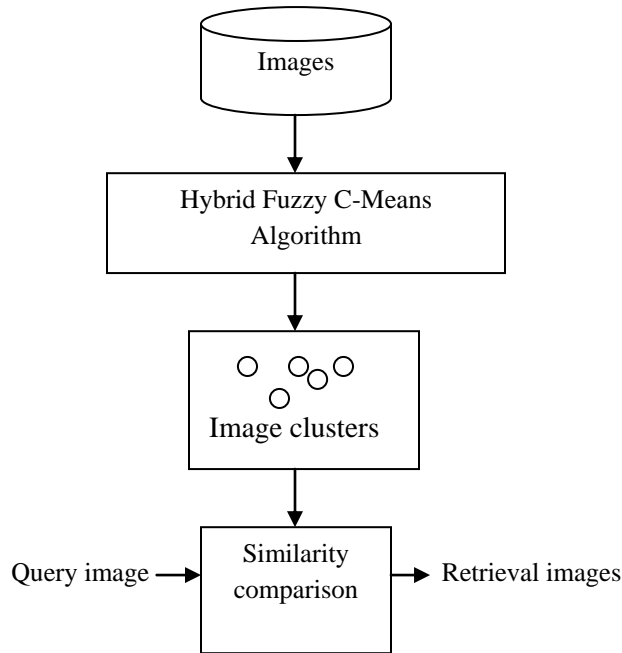 Images
Hybrid Fuzzy C-Means
Algorithm
Image clusters
Similarity
comparison
Query image
Retrieval images